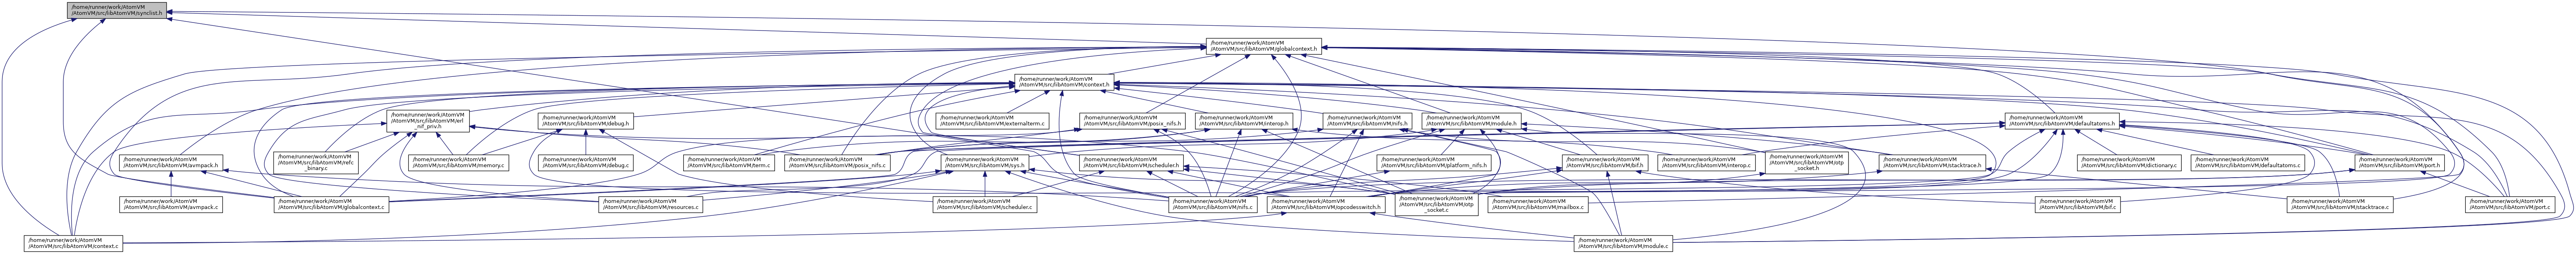 /home/runner/work/AtomVM
/AtomVM/src/libAtomVM/synclist.h
/home/runner/work/AtomVM
/AtomVM/src/libAtomVM/globalcontext.h
/home/runner/work/AtomVM
/AtomVM/src/libAtomVM/context.h
/home/runner/work/AtomVM
/AtomVM/src/libAtomVM/erl
_nif_priv.h
/home/runner/work/AtomVM
/AtomVM/src/libAtomVM/debug.h
/home/runner/work/AtomVM
/AtomVM/src/libAtomVM/externalterm.c
/home/runner/work/AtomVM
/AtomVM/src/libAtomVM/posix_nifs.h
/home/runner/work/AtomVM
/AtomVM/src/libAtomVM/interop.h
/home/runner/work/AtomVM
/AtomVM/src/libAtomVM/nifs.h
/home/runner/work/AtomVM
/AtomVM/src/libAtomVM/module.h
/home/runner/work/AtomVM
/AtomVM/src/libAtomVM/defaultatoms.h
/home/runner/work/AtomVM
/AtomVM/src/libAtomVM/avmpack.h
/home/runner/work/AtomVM
/AtomVM/src/libAtomVM/refc
_binary.c
/home/runner/work/AtomVM
/AtomVM/src/libAtomVM/memory.c
/home/runner/work/AtomVM
/AtomVM/src/libAtomVM/debug.c
/home/runner/work/AtomVM
/AtomVM/src/libAtomVM/term.c
/home/runner/work/AtomVM
/AtomVM/src/libAtomVM/posix_nifs.c
/home/runner/work/AtomVM
/AtomVM/src/libAtomVM/sys.h
/home/runner/work/AtomVM
/AtomVM/src/libAtomVM/scheduler.h
/home/runner/work/AtomVM
/AtomVM/src/libAtomVM/platform_nifs.h
/home/runner/work/AtomVM
/AtomVM/src/libAtomVM/bif.h
/home/runner/work/AtomVM
/AtomVM/src/libAtomVM/interop.c
/home/runner/work/AtomVM
/AtomVM/src/libAtomVM/otp
_socket.h
/home/runner/work/AtomVM
/AtomVM/src/libAtomVM/stacktrace.h
/home/runner/work/AtomVM
/AtomVM/src/libAtomVM/dictionary.c
/home/runner/work/AtomVM
/AtomVM/src/libAtomVM/defaultatoms.c
/home/runner/work/AtomVM
/AtomVM/src/libAtomVM/port.h
/home/runner/work/AtomVM
/AtomVM/src/libAtomVM/avmpack.c
/home/runner/work/AtomVM
/AtomVM/src/libAtomVM/globalcontext.c
/home/runner/work/AtomVM
/AtomVM/src/libAtomVM/resources.c
/home/runner/work/AtomVM
/AtomVM/src/libAtomVM/scheduler.c
/home/runner/work/AtomVM
/AtomVM/src/libAtomVM/nifs.c
/home/runner/work/AtomVM
/AtomVM/src/libAtomVM/opcodesswitch.h
/home/runner/work/AtomVM
/AtomVM/src/libAtomVM/otp
_socket.c
/home/runner/work/AtomVM
/AtomVM/src/libAtomVM/mailbox.c
/home/runner/work/AtomVM
/AtomVM/src/libAtomVM/bif.c
/home/runner/work/AtomVM
/AtomVM/src/libAtomVM/stacktrace.c
/home/runner/work/AtomVM
/AtomVM/src/libAtomVM/port.c
/home/runner/work/AtomVM
/AtomVM/src/libAtomVM/context.c
/home/runner/work/AtomVM
/AtomVM/src/libAtomVM/module.c